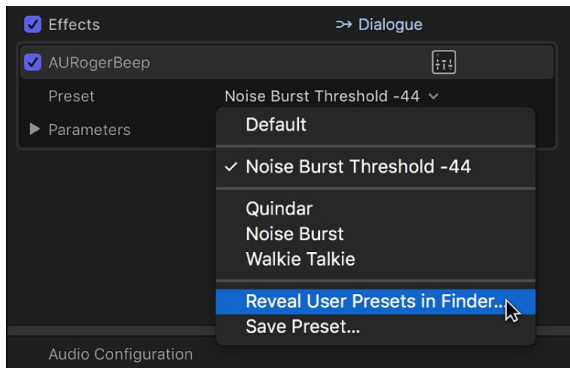 Effects
Dialogue
AURogerBeep
Preset
Noise Burst Threshold -44
Parameters
Default
Noise Burst Threshold -44
Quindar
Noise Burst
Walkie Talkie
Reveal User Presets in Finder...
Save Preset...
Audio Configuration